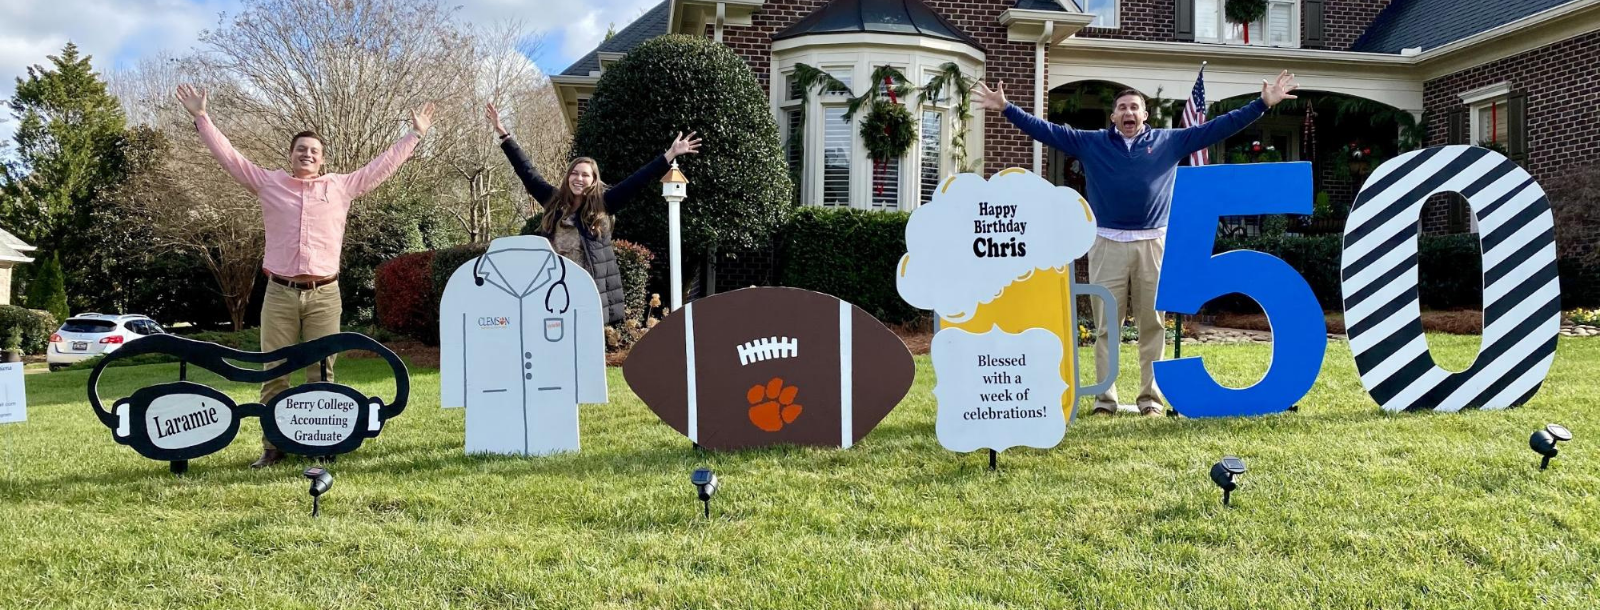 Laramie
Berry College
Accounting
Graduate
CLEMSON
Happy
Birthday
Chris
Blessed
with a
week of
celebrations!
50